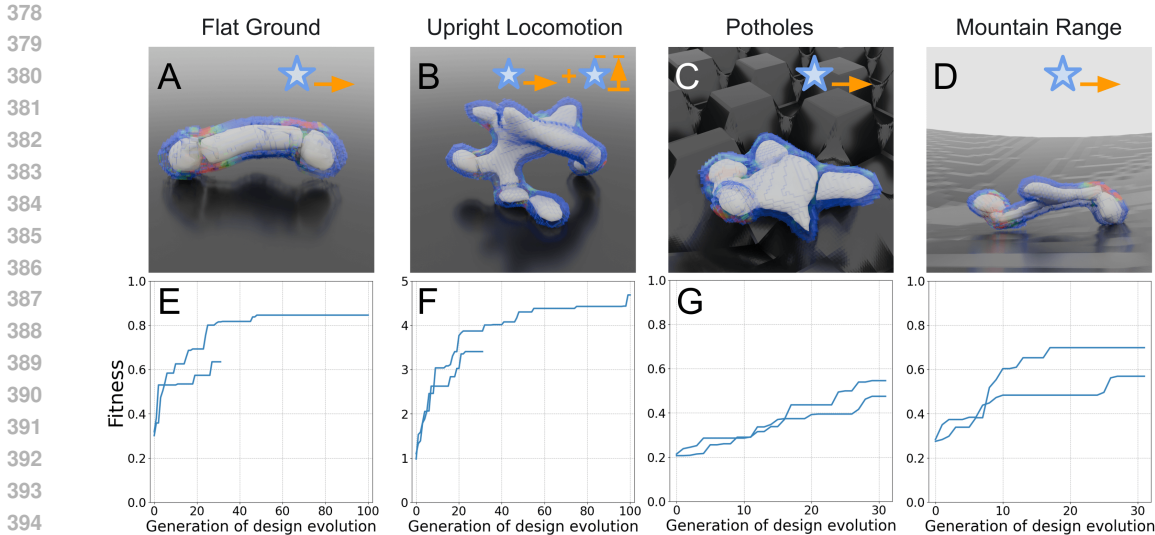 378
379
380
381
382
383
384
385
386
387
388
389
390
391
392
393
394
Flat Ground
Upright Locomotion
Potholes
Mountain Range
A
B
+
C
D
E
1.0
0.8
0.6
0.4
0.2
0.0
Fitness
0 20 40 60 80 100
Generation of design evolution
F
5
4
3
2
1
0
0 20 40 60 80 100
Generation of design evolution
G
1.0
0.8
0.6
0.4
0.2
0.0
0 10 20 30
Generation of design evolution
1.0
0.8
0.6
0.4
0.2
0.0
0 10 20 30
Generation of design evolution